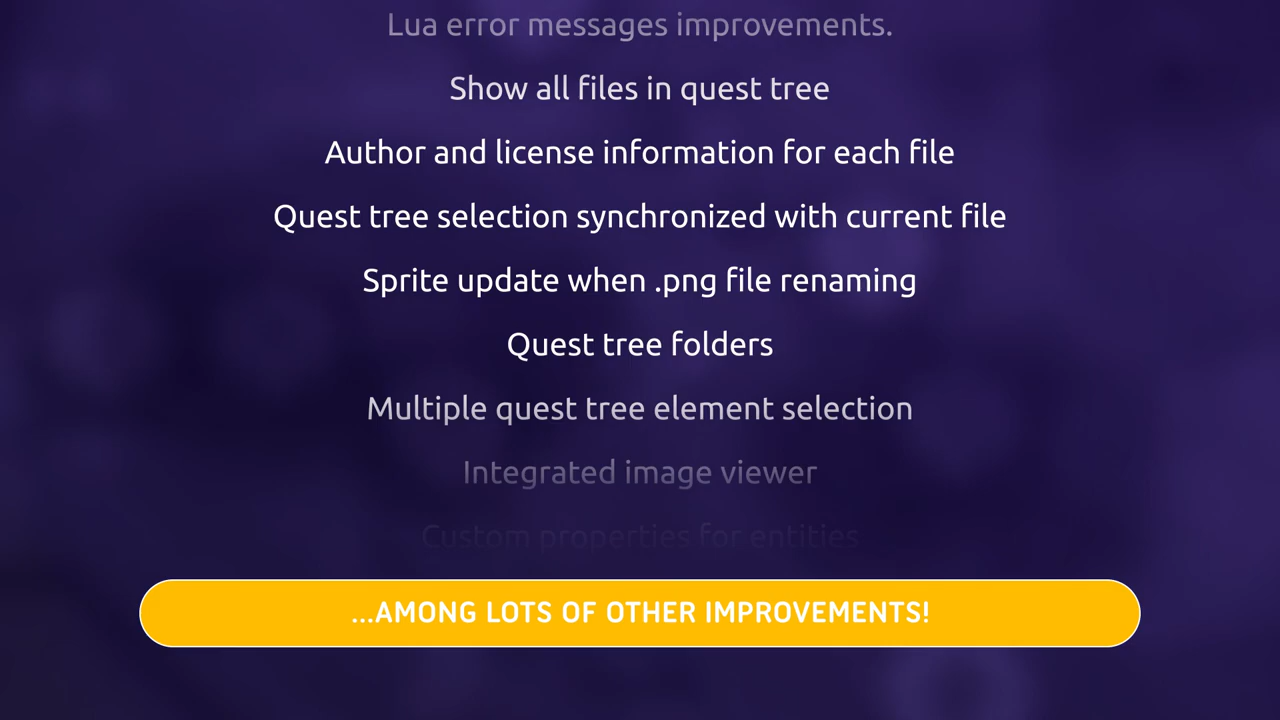 Lua error messages improvements.
Show all files in quest tree
Author and license information for each file
Quest tree selection synchronized with current file
Sprite update when .png file renaming
Quest tree folders
Multiple quest tree element selection
Integrated image viewer
Custom properties for entities
...AMONG LOTS OF OTHER IMPROVEMENTS!